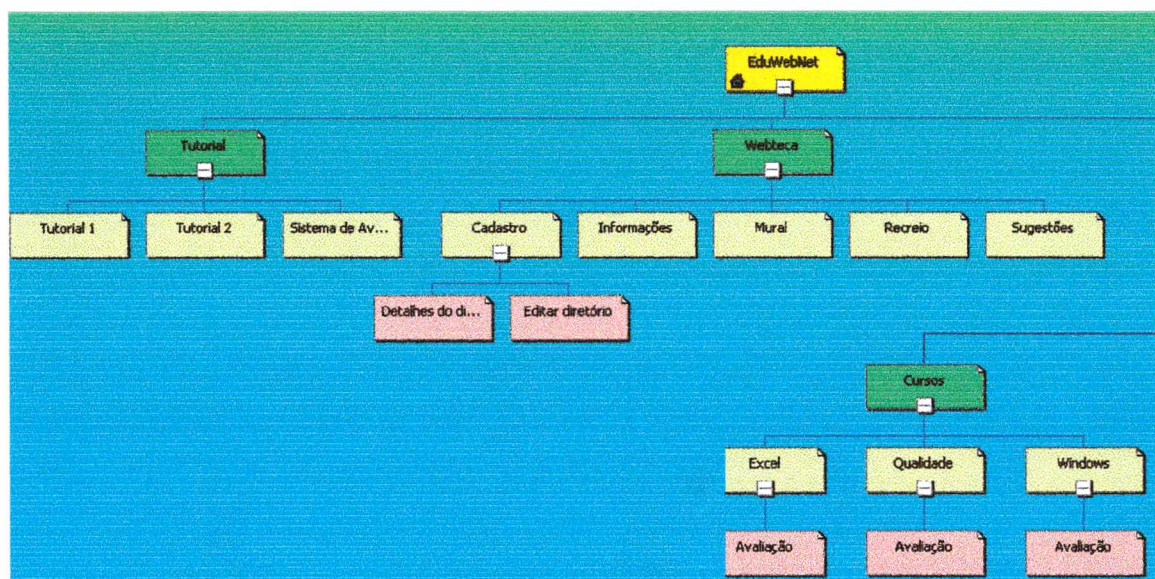 EduWebNet
Tutorial
Webteca
Tutorial 1
Tutorial 2
Sistema de Av...
Cadastro
Informações
Mural
Recreio
Sugestões
Detalhes do di...
Editar diretório
Cursos
Excel
Qualidade
Windows
Avaliação
Avaliação
Avaliação